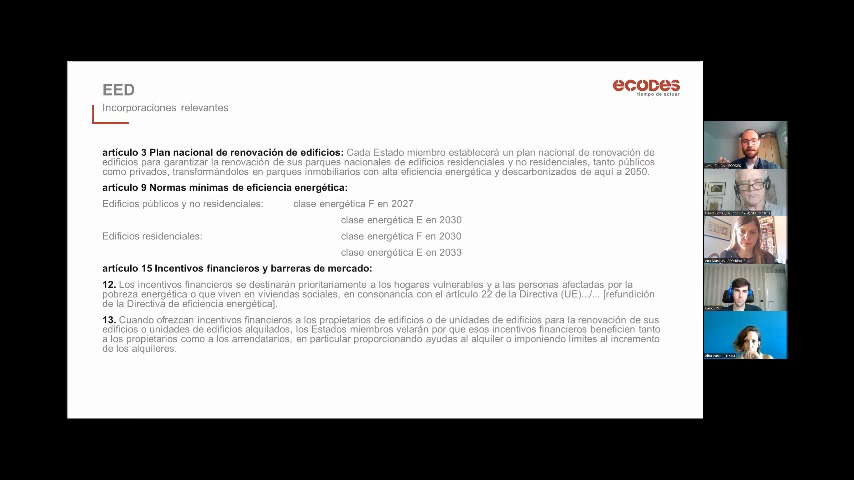 EED
Incorporaciones relevantes
ecodes
tiempo de actuar
artículo 3 Plan nacional de renovación de edificios: Cada Estado miembro establecerá un plan nacional de renovación de
edificios para garantizar la renovación de sus parques nacionales de edificios residenciales y no residenciales, tanto públicos
como privados, transformándolos en parques inmobiliarios con alta eficiencia energética y descarbonizados de aquí a 2050.
artículo 9 Normas mínimas de eficiencia energética:
Edificios públicos y no residenciales: clase energética F en 2027
clase energética E en 2030
Edificios residenciales: clase energética F en 2030
clase energética E en 2033
artículo 15 Incentivos financieros y barreras de mercado:
12. Los incentivos financieros se destinarán prioritariamente a los hogares vulnerables y a las personas afectadas por la
pobreza energética o que viven en viviendas sociales, en consonancia con el artículo 22 de la Directiva (UE).../... [refundición
de la Directiva de eficiencia energética].
13. Cuando ofrezcan incentivos financieros a los propietarios de edificios o de unidades de edificios para la renovación de sus
edificios o unidades de edificios alquilados, los Estados miembros velarán por que esos incentivos financieros beneficien tanto
a los propietarios como a los arrendatarios, en particular proporcionando ayudas al alquiler o imponiendo límites al incremento
de los alquileres.